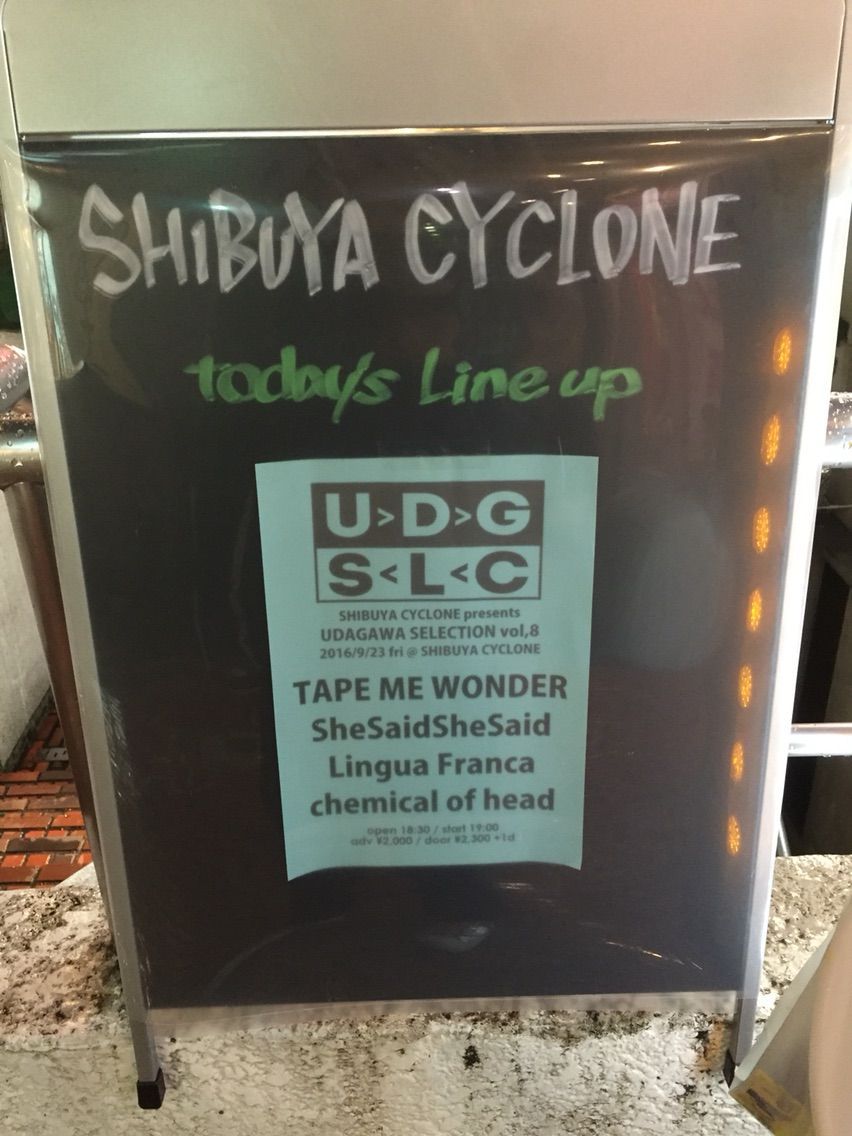 SHIBUYA CYCLONE
today's Line up
U>D>G
S<L<C
SHIBUYA CYCLONE presents
UDAGAWA SELECTION vol,8
2016/9/23 fri @ SHIBUYA CYCLONE
TAPE ME WONDER
SheSaidSheSaid
Lingua Franca
chemical of head
open 18:30 / start 19:00
adv ¥2,000 / door ¥2,300 +1d